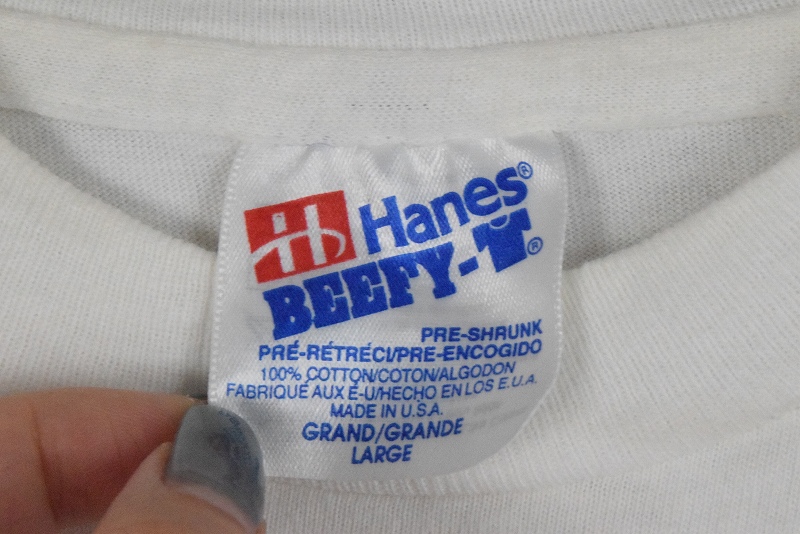 H Hanes®
BEEFY-T®
PRE-SHRUNK
PRÉ-RÉTRÉCI/PRE-ENCOGIDO
100% COTTON/COTON/ALGODON
FABRIQUÉ AUX É-U/HECHO EN LOS E.U.A.
MADE IN U.S.A.
GRAND/GRANDE
LARGE